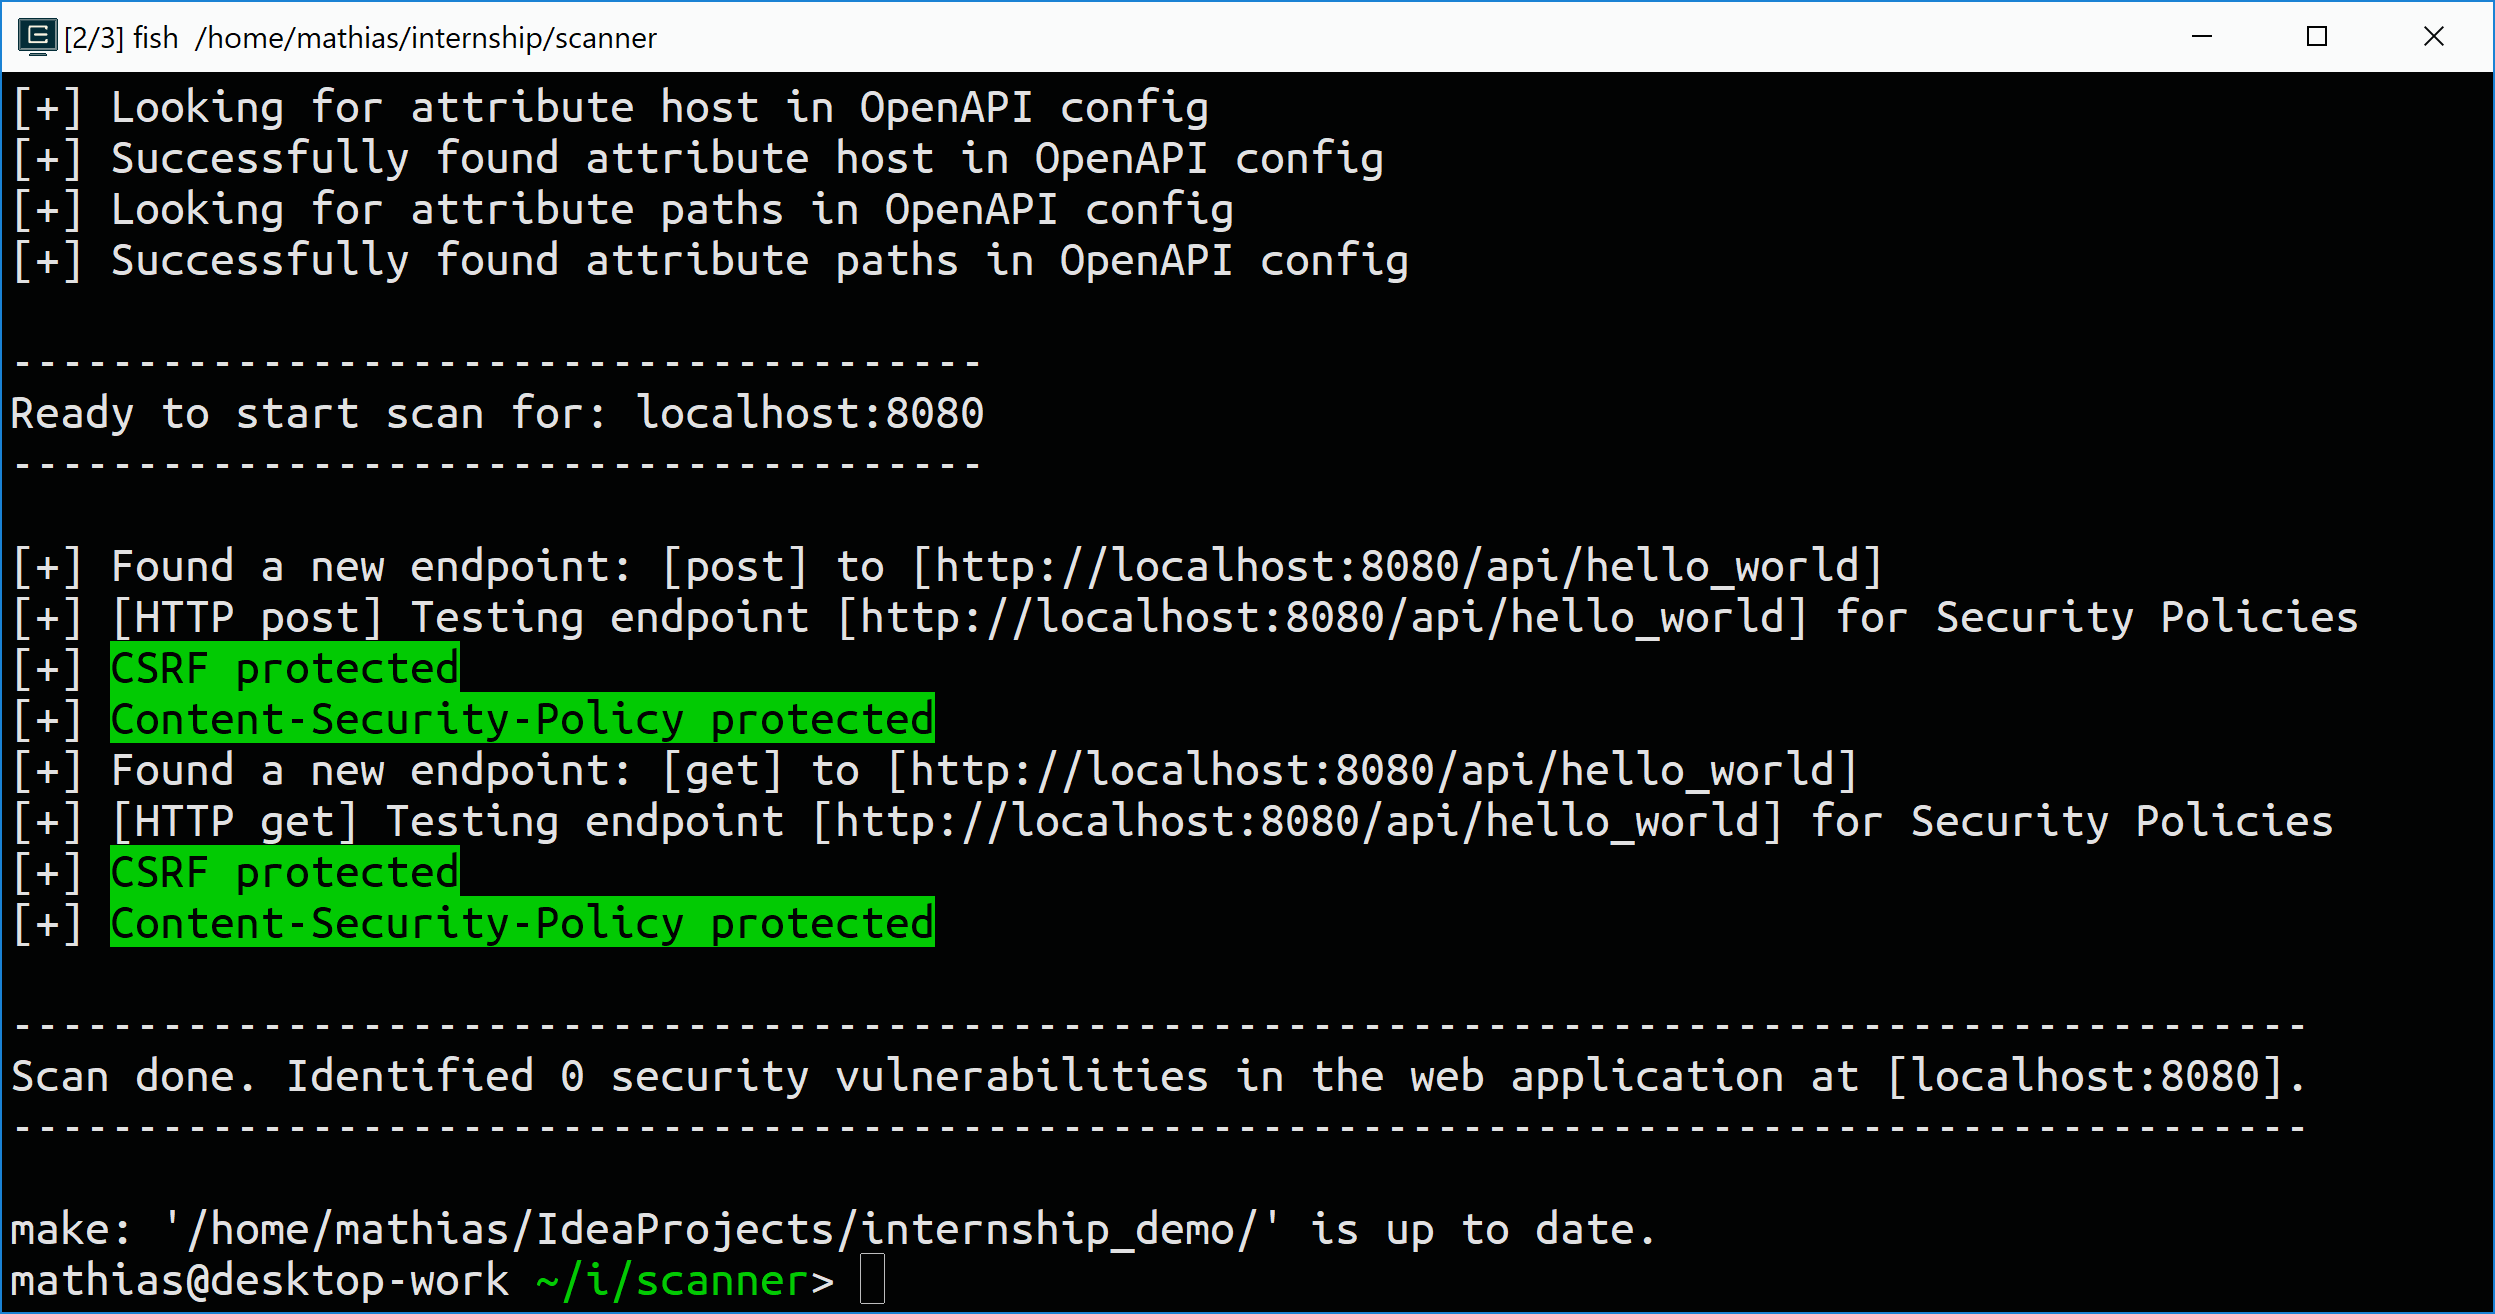 [2/3] fish /home/mathias/internship/scanner
[+] Looking for attribute host in OpenAPI config
[+] Successfully found attribute host in OpenAPI config
[+] Looking for attribute paths in OpenAPI config
[+] Successfully found attribute paths in OpenAPI config
---------------------------------------
Ready to start scan for: localhost:8080
---------------------------------------
[+] Found a new endpoint: [post] to [http://localhost:8080/api/hello_world]
[+] [HTTP post] Testing endpoint [http://localhost:8080/api/hello_world] for Security Policies
[+] CSRF protected
[+] Content-Security-Policy protected
[+] Found a new endpoint: [get] to [http://localhost:8080/api/hello_world]
[+] [HTTP get] Testing endpoint [http://localhost:8080/api/hello_world] for Security Policies
[+] CSRF protected
[+] Content-Security-Policy protected
--------------------------------------------------------------------------------------------
Scan done. Identified 0 security vulnerabilities in the web application at [localhost:8080].
--------------------------------------------------------------------------------------------
make: '/home/mathias/IdeaProjects/internship_demo/' is up to date.
mathias@desktop-work ~/i/scanner>